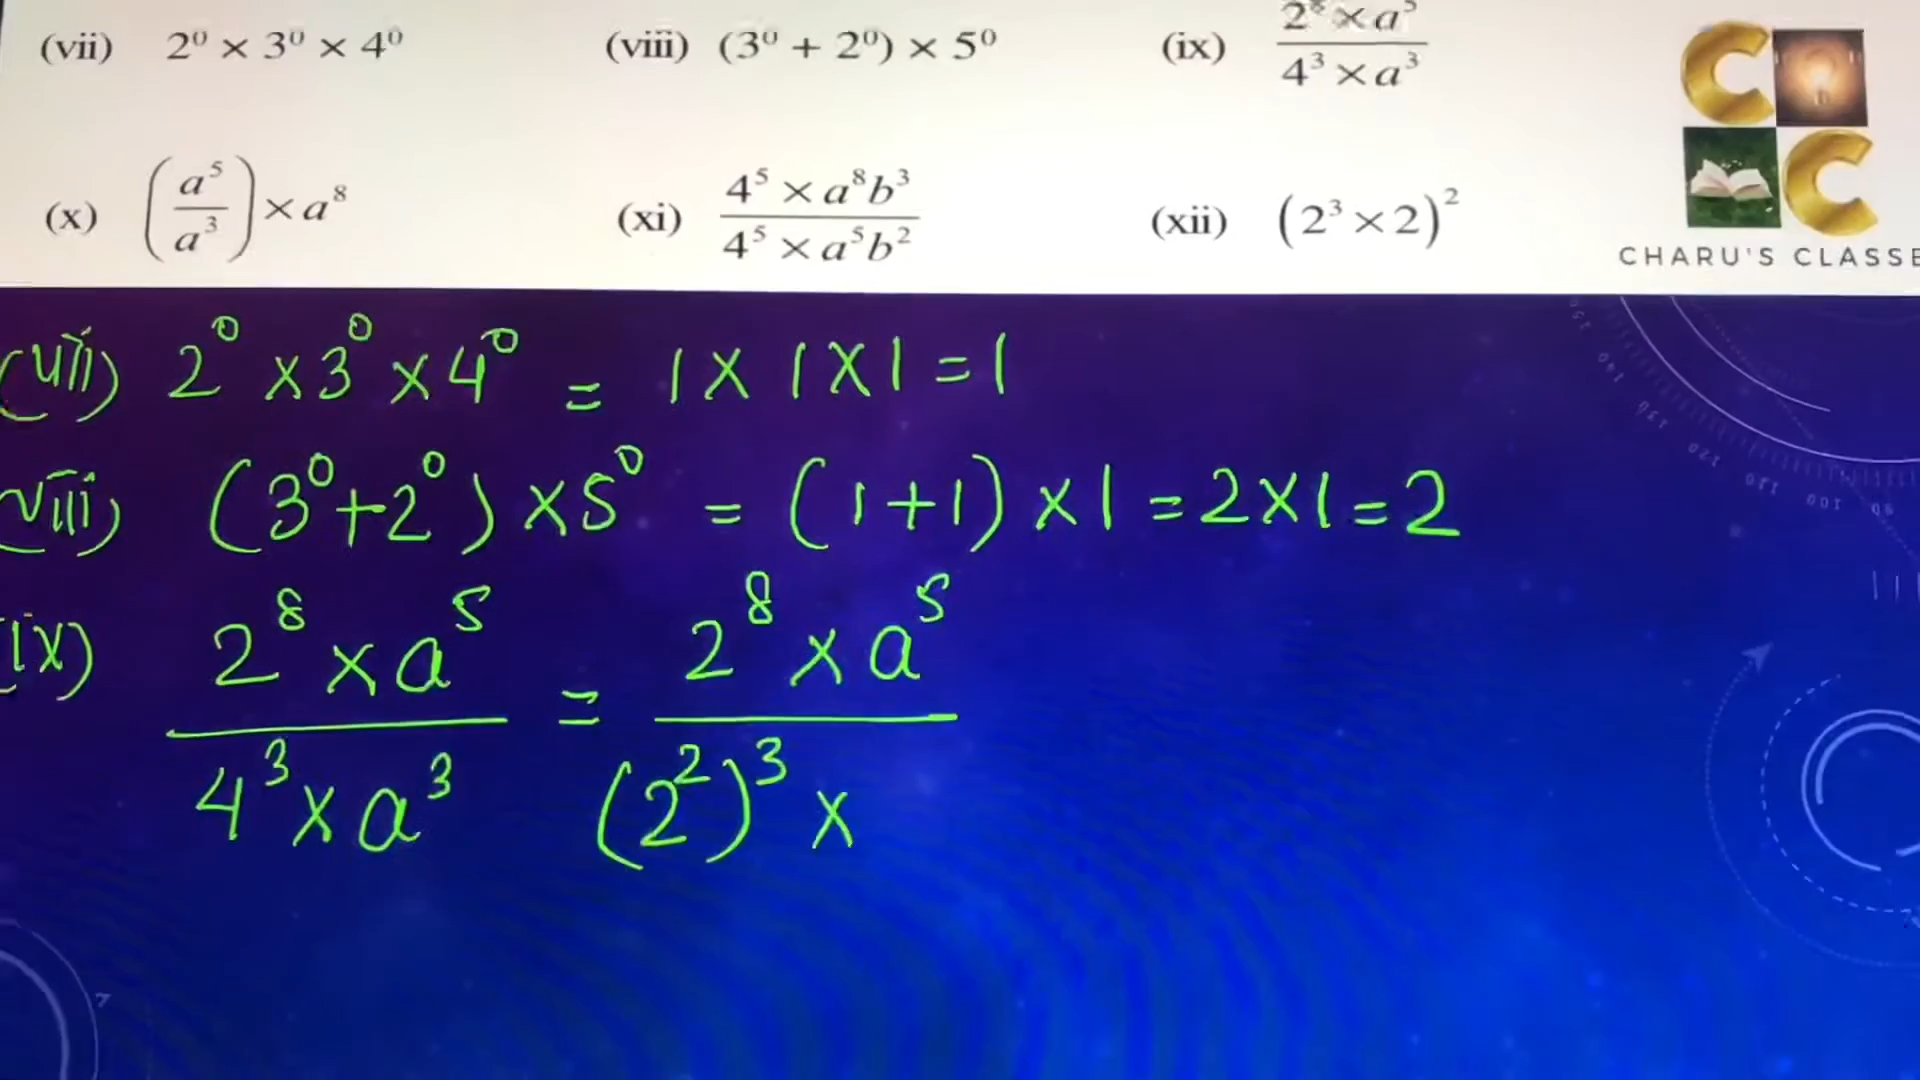 (vii) 2⁰ × 3⁰ × 4⁰ (viii) (3⁰ + 2⁰) × 5⁰ (ix) 2⁸ × a⁵ / 4³ × a³
(x) (a⁵ / a³) × a⁸ (xi) 4⁵ × a⁸b³ / 4⁵ × a⁵b² (xii) (2³ × 2)²
CHARU'S CLASSE
(vii) 2⁰ × 3⁰ × 4⁰ = 1 × 1 × 1 = 1
viii) (3⁰ + 2⁰) × 5⁰ = (1 + 1) × 1 = 2 × 1 = 2
(ix) 2⁸ × a⁵ / 4³ × a³ = 2⁸ × a⁵ / (2²)³ ×